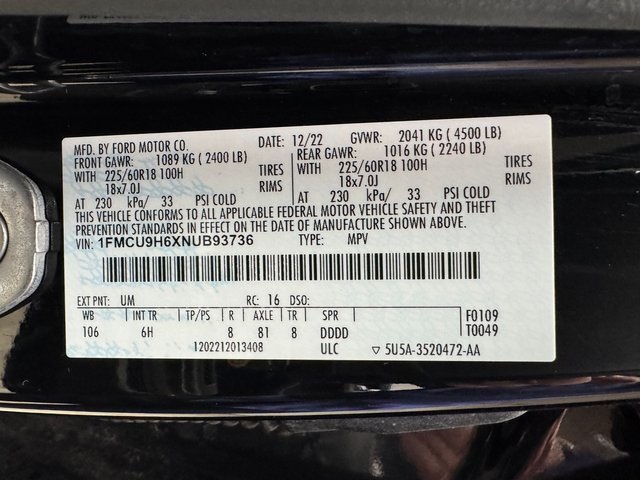 MFD. BY FORD MOTOR CO.
DATE: 12/22 GVWR: 2041 KG ( 4500 LB)
FRONT GAWR: 1089 KG ( 2400 LB)
REAR GAWR: 1016 KG ( 2240 LB)
WITH 225/60R18 100H TIRES
WITH 225/60R18 100H TIRES
18x7.0J RIMS
18x7.0J RIMS
AT 230 kPa/ 33 PSI COLD
AT 230 kPa/ 33 PSI COLD
THIS VEHICLE CONFORMS TO ALL APPLICABLE FEDERAL MOTOR VEHICLE SAFETY AND THEFT
PREVENTION STANDARDS IN EFFECT ON THE DATE OF MANUFACTURE SHOWN ABOVE.
VIN: 1FMCU9H6XNUB93736 TYPE: MPV
EXT PNT: UM RC: 16 DSO:
WB INT TR TP/PS R AXLE TR SPR
106 6H 8 81 8 DDDD
F0109
T0049
1202212013408 ULC ▽ 5U5A-3520472-AA